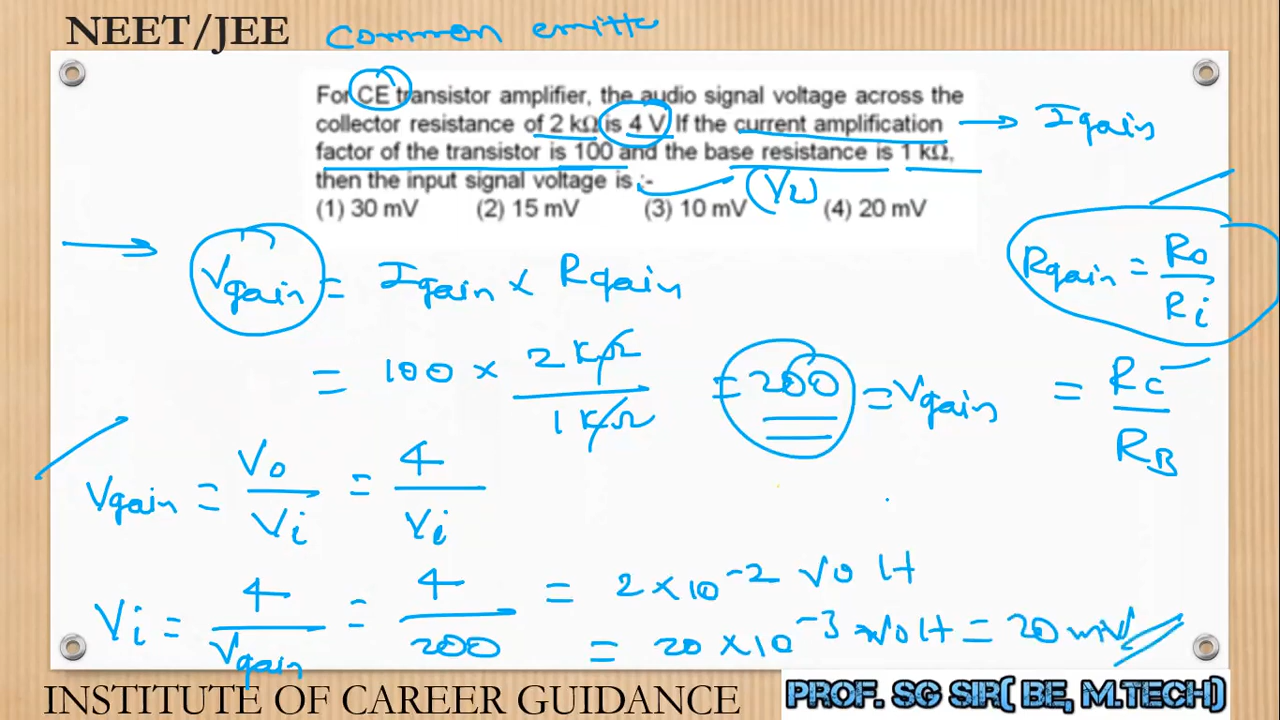 NEET/JEE common emitte
For CE transistor amplifier, the audio signal voltage across the
collector resistance of 2 kΩ is 4 V. If the current amplification → Igain
factor of the transistor is 100 and the base resistance is 1 kΩ,
then the input signal voltage is :- (Vi)
(1) 30 mV (2) 15 mV (3) 10 mV (4) 20 mV
→ Vgain = Igain × Rgain
Rgain = Ro / Ri
= 100 × 2 kΩ / 1 kΩ = 200 = Vgain
= RC / RB
Vgain = Vo / Vi = 4 / Vi
Vi = 4 / Vgain = 4 / 200 = 2 × 10⁻² Volt
= 20 × 10⁻³ Volt = 20 mV
INSTITUTE OF CAREER GUIDANCE
PROF. SG SIR( BE, M.TECH)